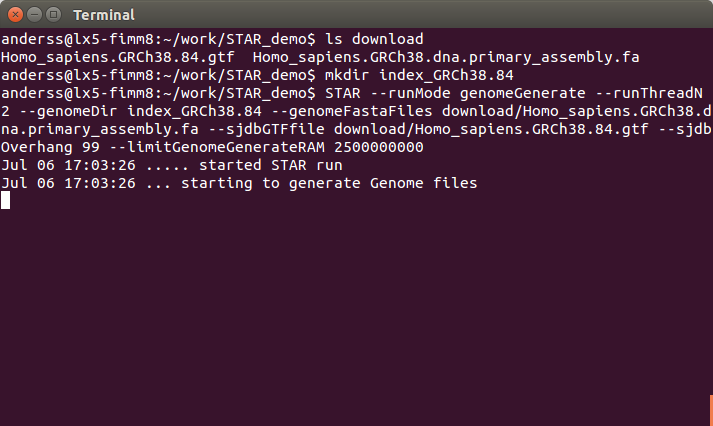 Terminal
anderss@lx5-fimm8:~/work/STAR_demo$ ls download
Homo_sapiens.GRCh38.84.gtf  Homo_sapiens.GRCh38.dna.primary_assembly.fa
anderss@lx5-fimm8:~/work/STAR_demo$ mkdir index_GRCh38.84
anderss@lx5-fimm8:~/work/STAR_demo$ STAR --runMode genomeGenerate --runThreadN
2 --genomeDir index_GRCh38.84 --genomeFastaFiles download/Homo_sapiens.GRCh38.d
na.primary_assembly.fa --sjdbGTFfile download/Homo_sapiens.GRCh38.84.gtf --sjdb
Overhang 99 --limitGenomeGenerateRAM 2500000000
Jul 06 17:03:26 ..... started STAR run
Jul 06 17:03:26 ... starting to generate Genome files